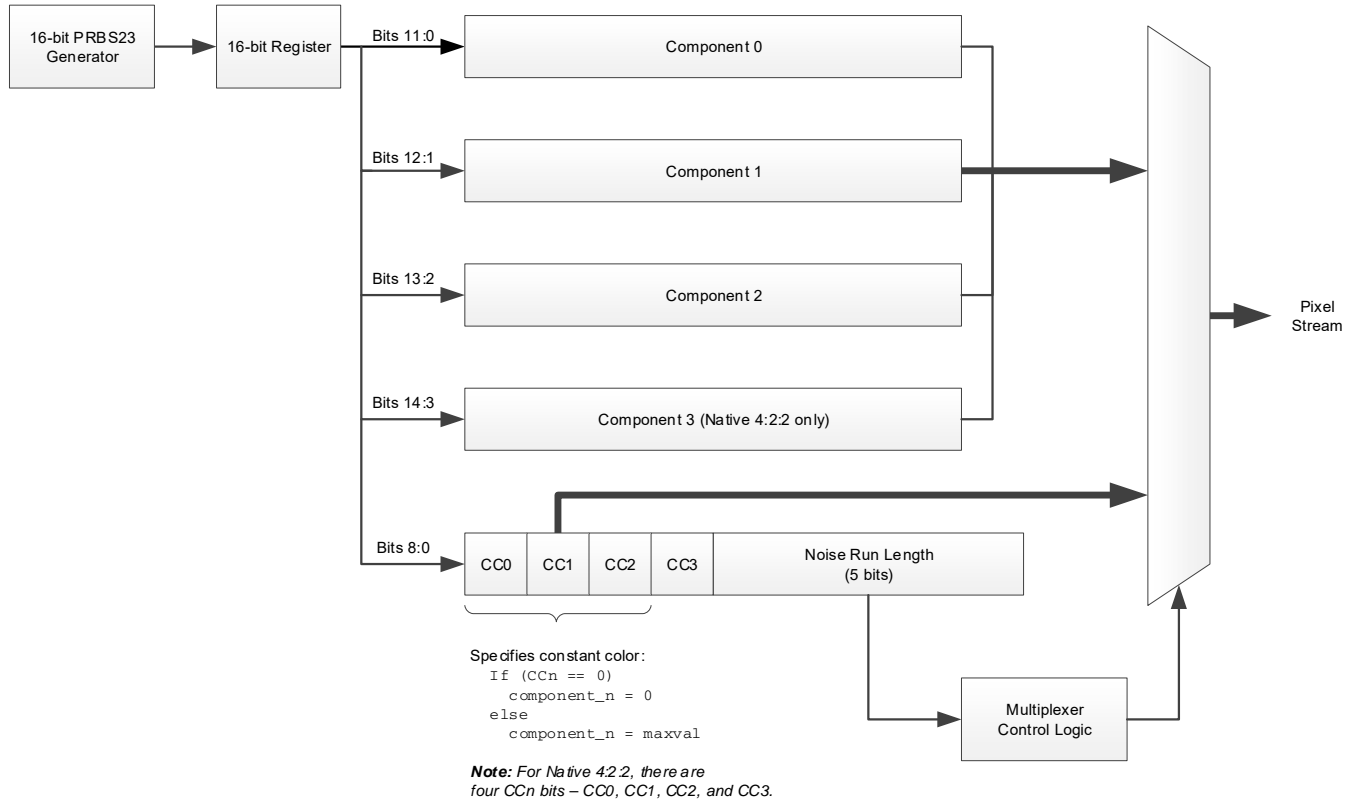 16-bit PRBS23
Generator
16-bit Register
Bits 11:0
Component 0
Bits 12:1
Component 1
Bits 13:2
Component 2
Pixel
Stream
Bits 14:3
Component 3 (Native 4:2:2 only)
Bits 8:0
CC0
CC1
CC2
CC3
Noise Run Length
(5 bits)
Specifies constant color:
If (CCn == 0)
component_n = 0
else
component_n = maxval
Multiplexer
Control Logic
Note: For Native 4:2:2, there are
four CCn bits – CC0, CC1, CC2, and CC3.